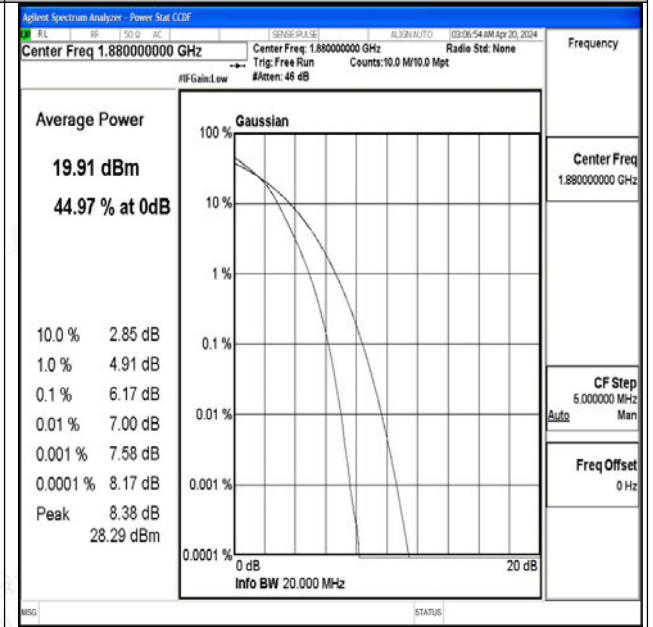 Agilent Spectrum Analyzer - Power Stat CCDF
RL RF 50 Ω AC SENSE:PULSE ALIGN AUTO 03:06:54 AM Apr 20, 2024
Center Freq 1.880000000 GHz
Center Freq: 1.880000000 GHz Radio Std: None
Trig: Free Run Counts:10.0 M/10.0 Mpt
#IFGain:Low #Atten: 46 dB
Frequency
Average Power
19.91 dBm
44.97 % at 0dB
10.0 % 2.85 dB
1.0 % 4.91 dB
0.1 % 6.17 dB
0.01 % 7.00 dB
0.001 % 7.58 dB
0.0001 % 8.17 dB
Peak 8.38 dB
28.29 dBm
Gaussian
100 %
10 %
1 %
0.1 %
0.01 %
0.001 %
0.0001 %
0 dB 20 dB
Info BW 20.000 MHz
Center Freq
1.880000000 GHz
CF Step
5.000000 MHz
Auto Man
Freq Offset
0 Hz
MSG STATUS